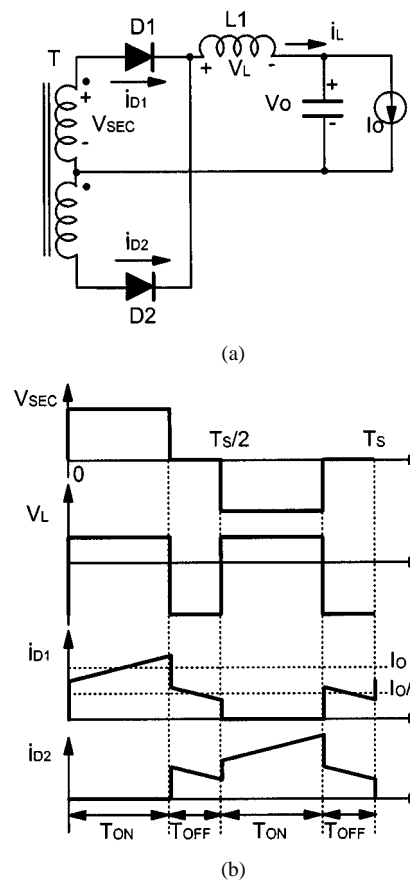 D1
L1
iL
T
iD1
+ VL -
+
+
VSEC
Vo
Io
-
-
iD2
D2
(a)
VSEC
TS/2
TS
0
VL
iD1
Io
Io/
iD2
TON
TOFF
TON
TOFF
(b)